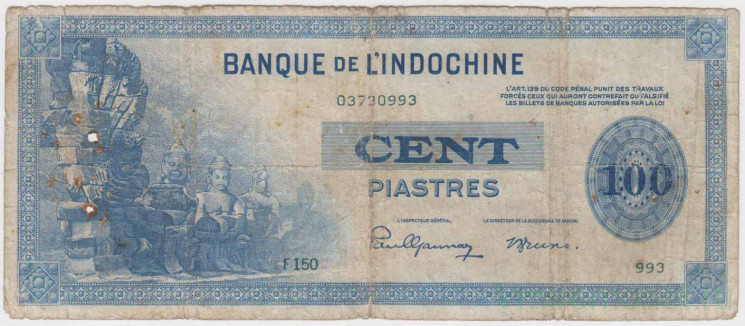 BANQUE DE L'INDOCHINE
03730993
L'ART. 139 DU CODE PÉNAL PUNIT DES TRAVAUX
FORCÉS CEUX QUI AURONT CONTREFAIT OU FALSIFIÉ
LES BILLETS DE BANQUES AUTORISÉES PAR LA LOI
CENT
PIASTRES
100
L'INSPECTEUR GÉNÉRAL,
LE DIRECTEUR DE LA SUCCURSALE DE SAIGON,
F 150
993